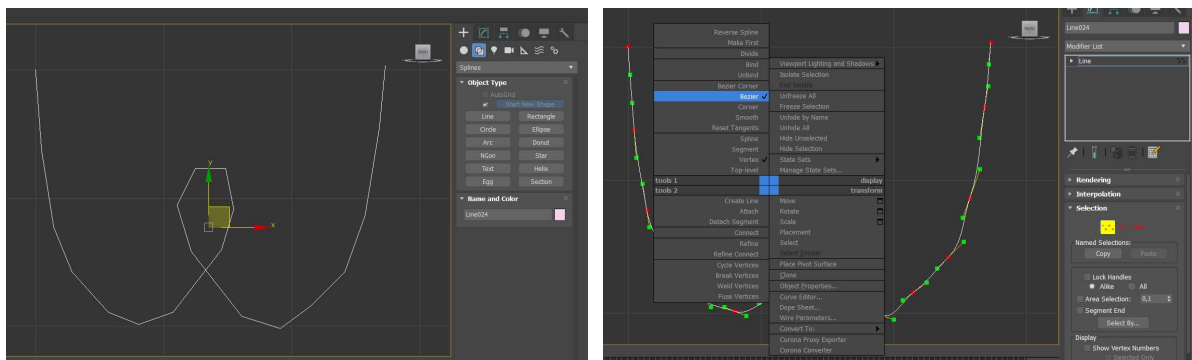 FRONT
Splines
Object Type
AutoGrid
Start New Shape
Line
Rectangle
Circle
Ellipse
Arc
Donut
NGon
Star
Text
Helix
Egg
Section
Name and Color
Line024
y
x
Reverse Spline
Make First
Divide
Bind
Unbind
Bezier Corner
Bezier
Corner
Smooth
Reset Tangents
Spline
Segment
Vertex
Top-level
tools 1
tools 2
Create Line
Attach
Detach Segment
Connect
Refine
Refine Connect
Cycle Vertices
Break Vertices
Weld Vertices
Fuse Vertices
Viewport Lighting and Shadows
Isolate Selection
End Isolate
Unfreeze All
Freeze Selection
Unhide by Name
Unhide All
Hide Unselected
Hide Selection
State Sets
Manage State Sets...
display
transform
Move
Rotate
Scale
Placement
Select
Select Similar
Place Pivot Surface
Clone
Object Properties...
Curve Editor...
Dope Sheet...
Wire Parameters...
Convert To:
Corona Proxy Exporter
Corona Converter
Line024
Modifier List
Line
Rendering
Interpolation
Selection
Named Selections:
Copy
Paste
Lock Handles
Alike
All
Area Selection:
0,1
Segment End
Select By...
Display
Show Vertex Numbers
Selected Only